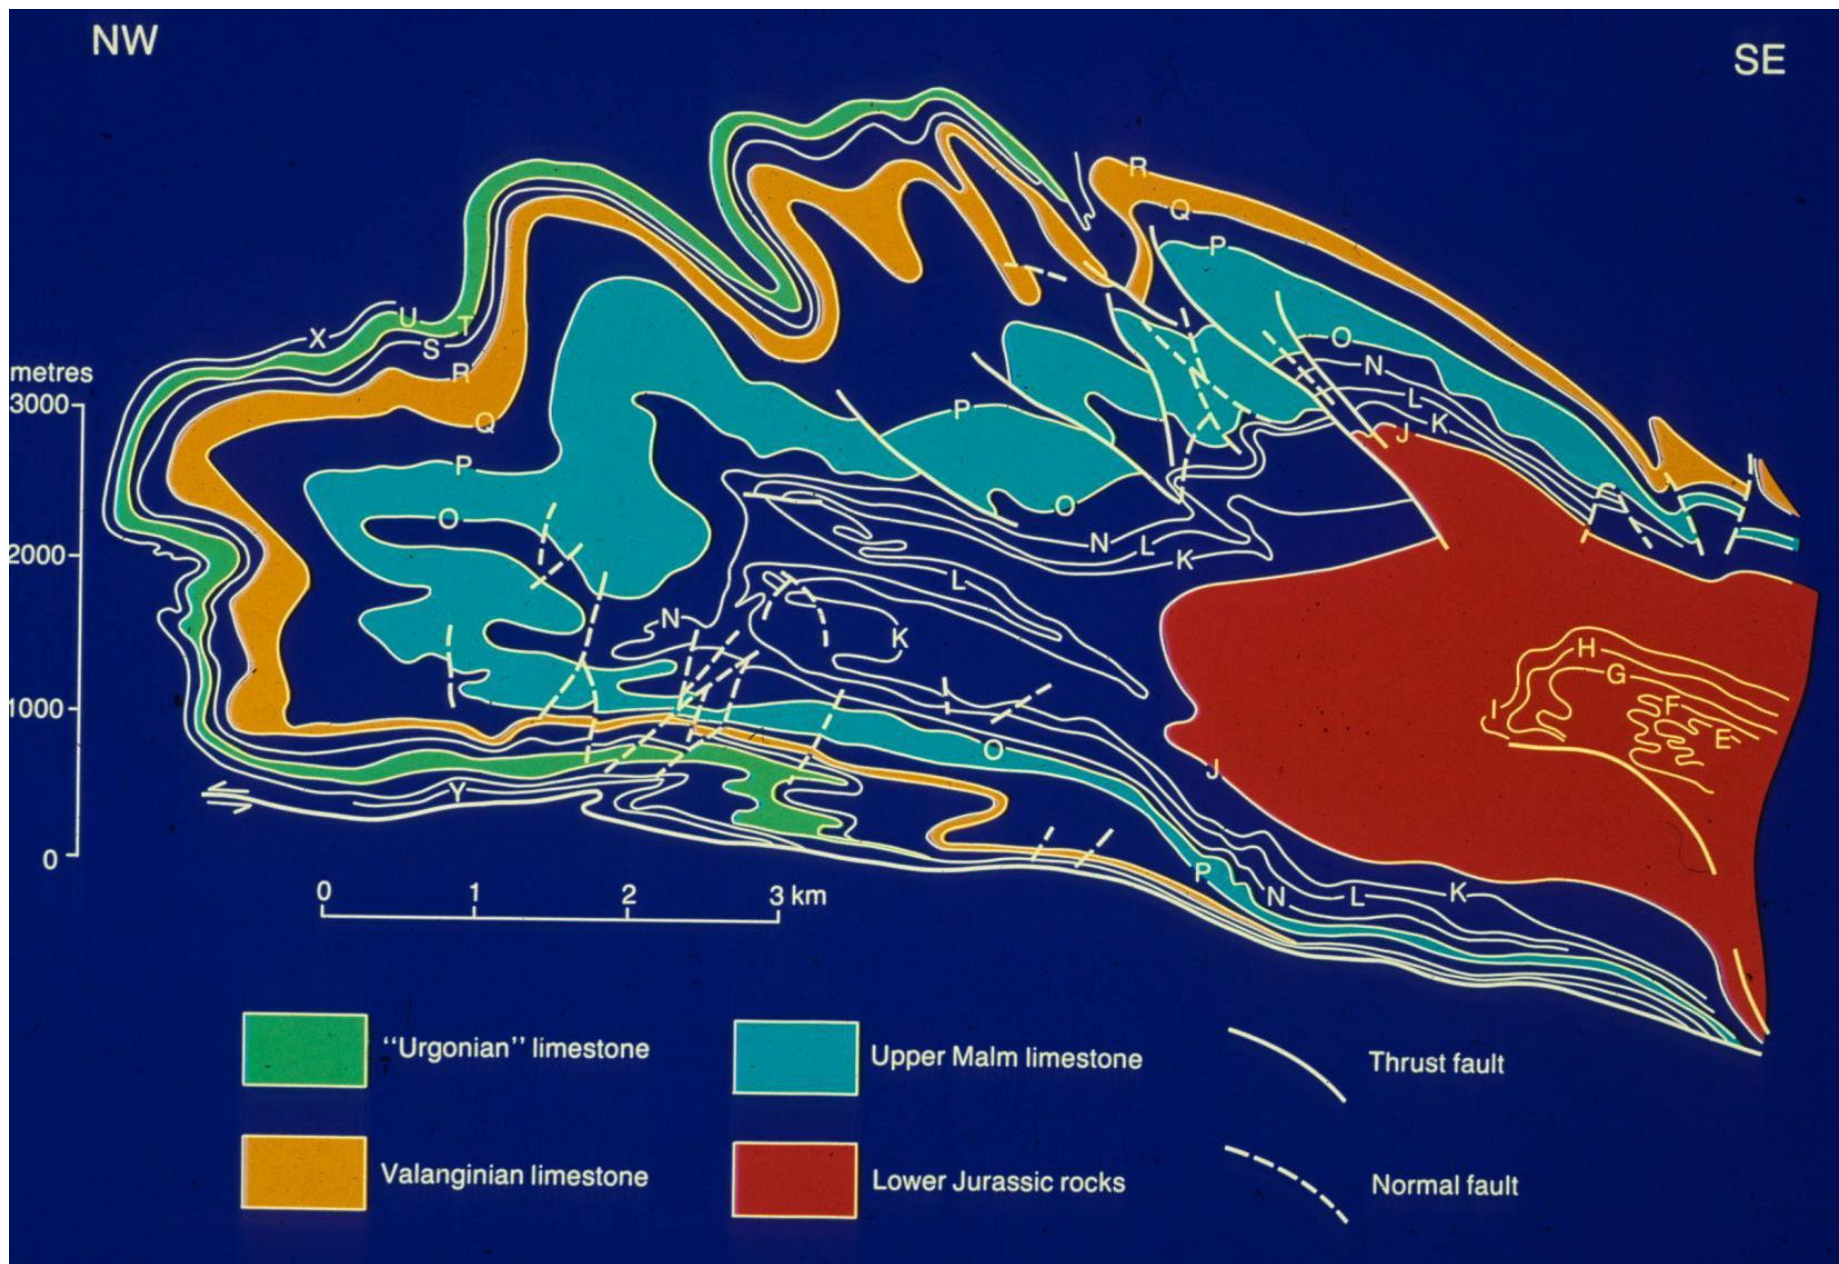 NW
SE
R
Q
P
X
U
T
S
O
N
metres
R
L
3000
P
K
Q
J
P
O
O
N
L
2000
K
L
N
K
H
G
F
I
E
1000
O
J
Y
0
P
0
1
2
3 km
N
L
K
"Urgonian" limestone
Upper Malm limestone
Thrust fault
Valanginian limestone
Lower Jurassic rocks
Normal fault